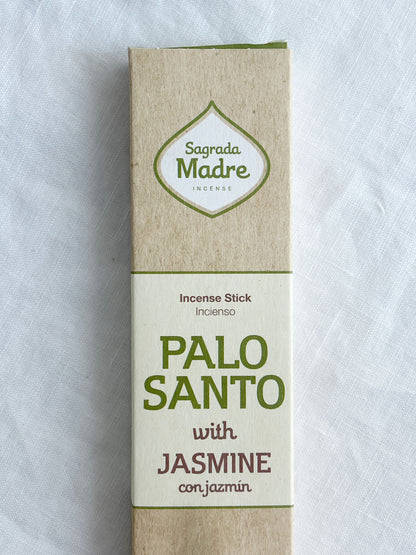 Sagrada
Madre
INCENSE
Incense Stick
Incienso
PALO
SANTO
with
JASMINE
con jazmín